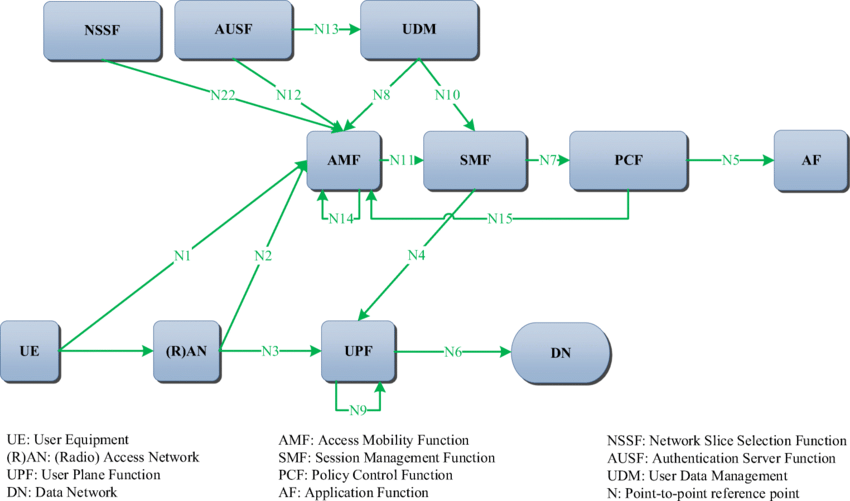 NSSF
AUSF
N13
UDM
N22
N12
N8
N10
AMF
N11
SMF
N7
PCF
N5
AF
N14
N15
N1
N2
N4
UE
(R)AN
N3
UPF
N6
DN
N9
UE: User Equipment
(R)AN: (Radio) Access Network
UPF: User Plane Function
DN: Data Network
AMF: Access Mobility Function
SMF: Session Management Function
PCF: Policy Control Function
AF: Application Function
NSSF: Network Slice Selection Function
AUSF: Authentication Server Function
UDM: User Data Management
N: Point-to-point reference point